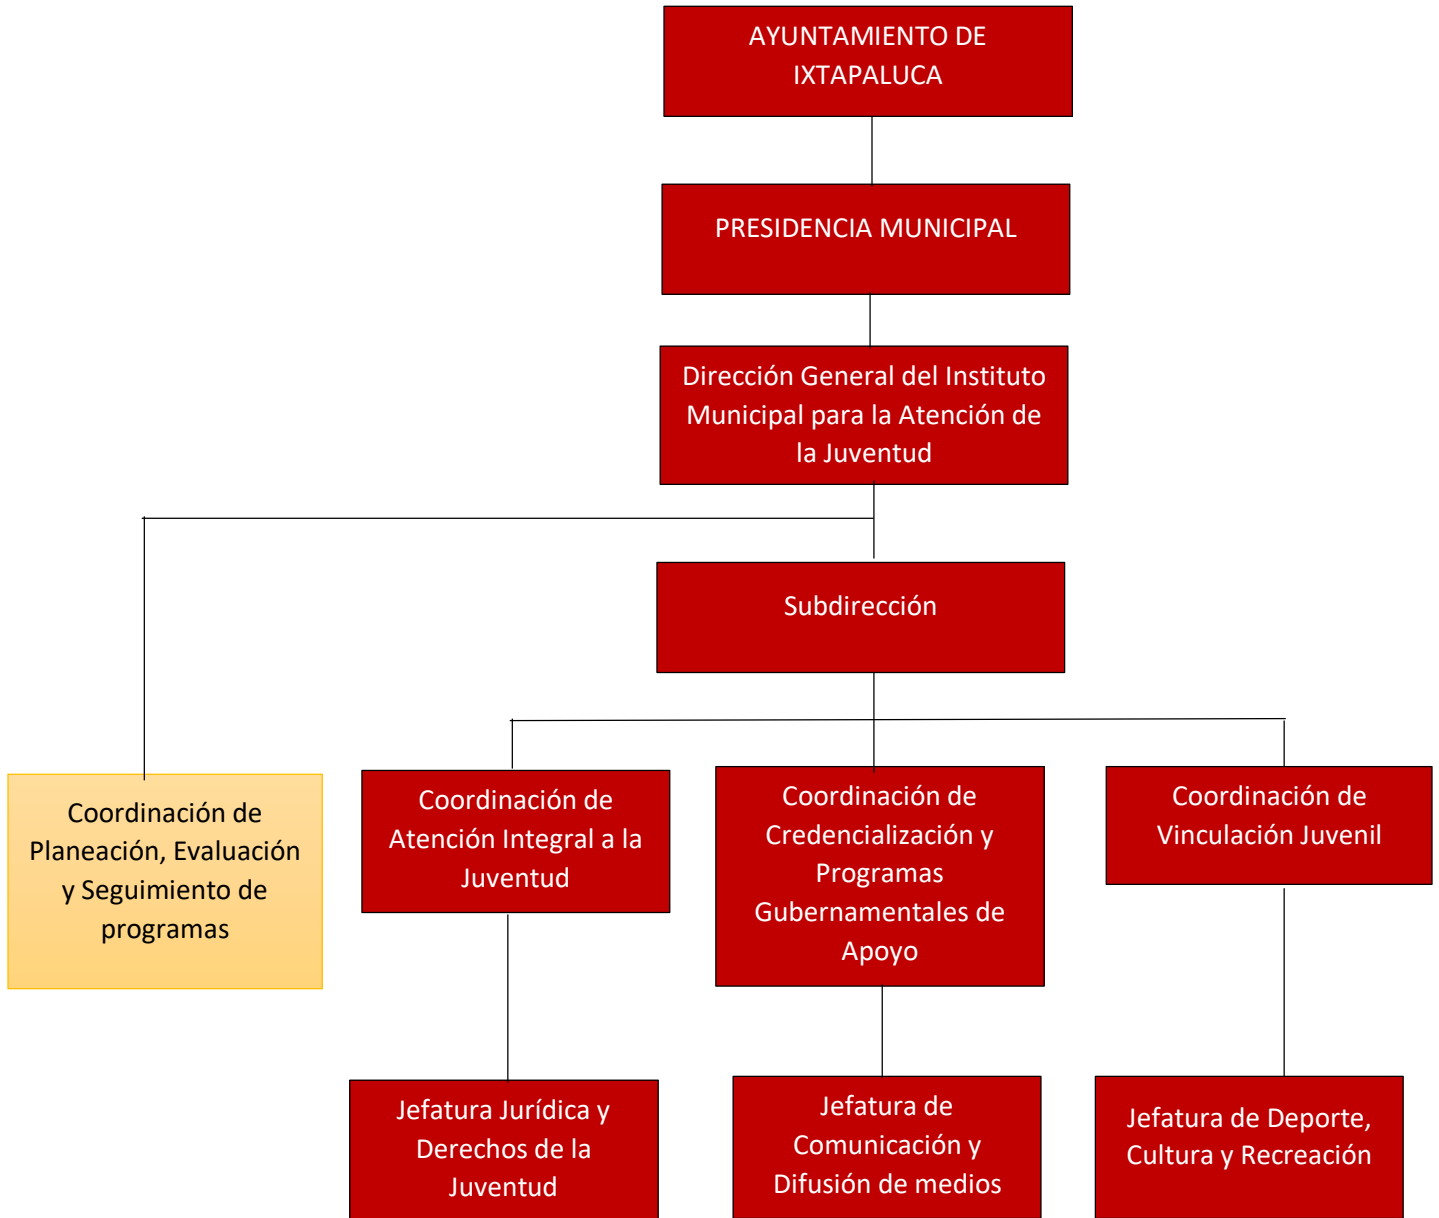 AYUNTAMIENTO DE
IXTAPALUCA
PRESIDENCIA MUNICIPAL
Dirección General del Instituto
Municipal para la Atención de
la Juventud
Subdirección
Coordinación de
Planeación, Evaluación
y Seguimiento de
programas
Coordinación de
Atención Integral a la
Juventud
Coordinación de
Credencialización y
Programas
Gubernamentales de
Apoyo
Coordinación de
Vinculación Juvenil
Jefatura Jurídica y
Derechos de la
Juventud
Jefatura de
Comunicación y
Difusión de medios
Jefatura de Deporte,
Cultura y Recreación